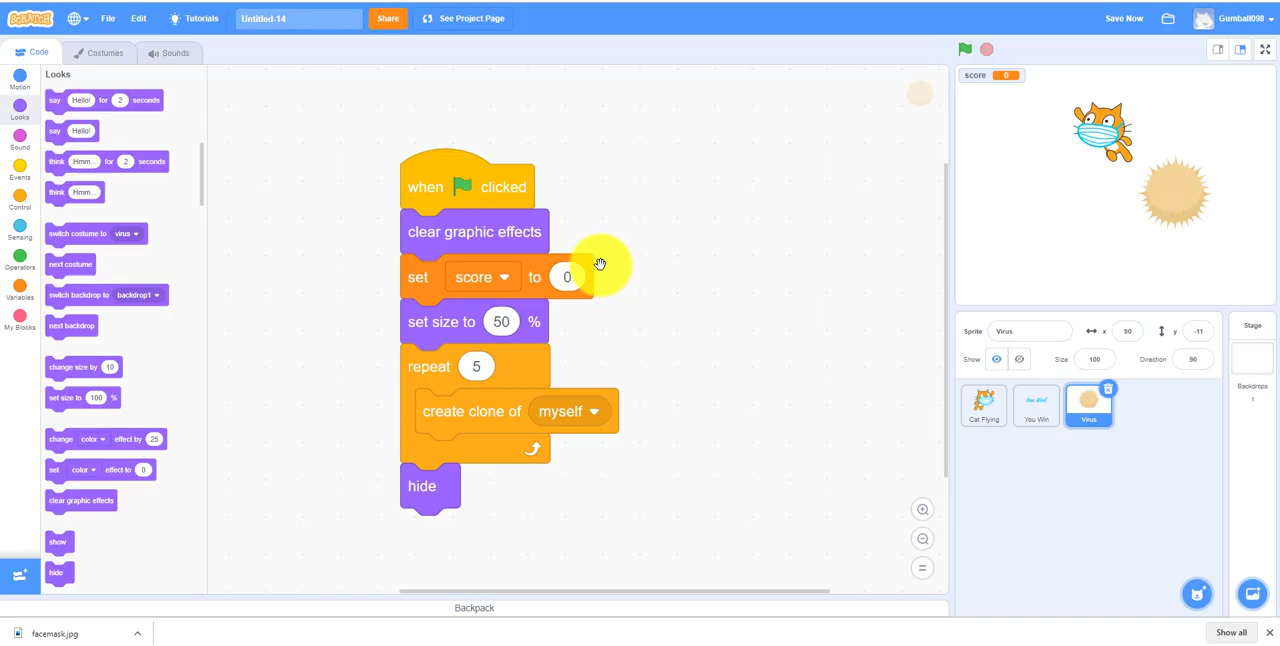 SCRATCH File Edit Tutorials Untitled-14 Share See Project Page Save Now Gumball098
Code Costumes Sounds
Motion
Looks
Sound
Events
Control
Sensing
Operators
Variables
My Blocks
Looks
say Hello! for 2 seconds
say Hello!
think Hmm... for 2 seconds
think Hmm...
switch costume to virus
next costume
switch backdrop to backdrop1
next backdrop
change size by 10
set size to 100 %
change color effect by 25
set color effect to 0
clear graphic effects
show
hide
when clicked
clear graphic effects
set score to 0
set size to 50 %
repeat 5
create clone of myself
hide
score 0
Sprite Virus x 90 y -11
Show Size 100 Direction 90
Cat Flying
You Win!
You Win
Virus
Stage
Backdrops
1
Backpack
facemask.jpg
Show all